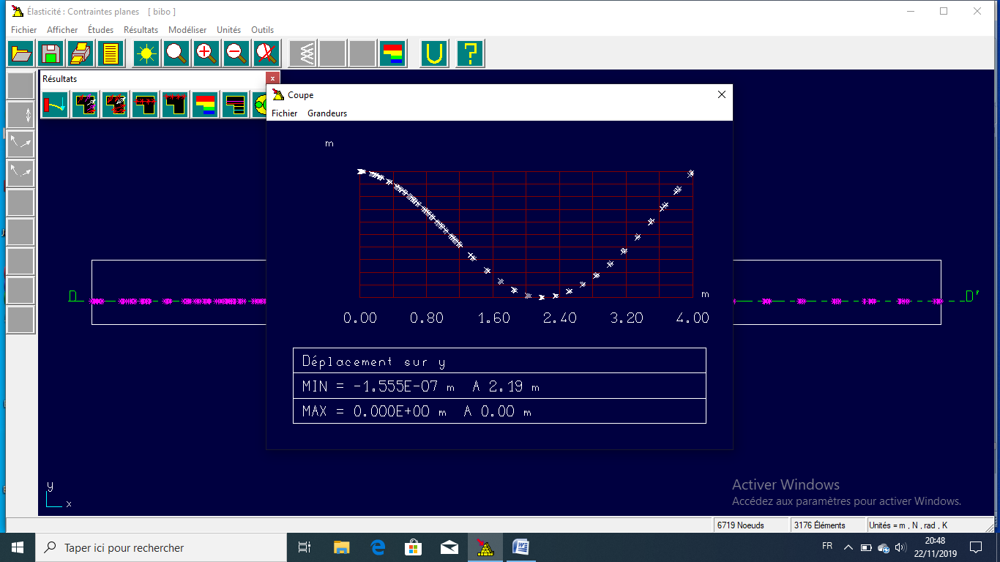 Élasticité : Contraintes planes [ bibo ]
Fichier Afficher Études Résultats Modéliser Unités Outils
Résultats
x
Coupe
Fichier Grandeurs
m
m
0.00 0.80 1.60 2.40 3.20 4.00
D
D'
Déplacement sur y
MIN = -1.555E-07 m A 2.19 m
MAX = 0.000E+00 m A 0.00 m
y
x
Activer Windows
Accédez aux paramètres pour activer Windows.
6719 Noeuds 3176 Éléments Unités = m , N , rad , K
Taper ici pour rechercher
FR
20:48
22/11/2019